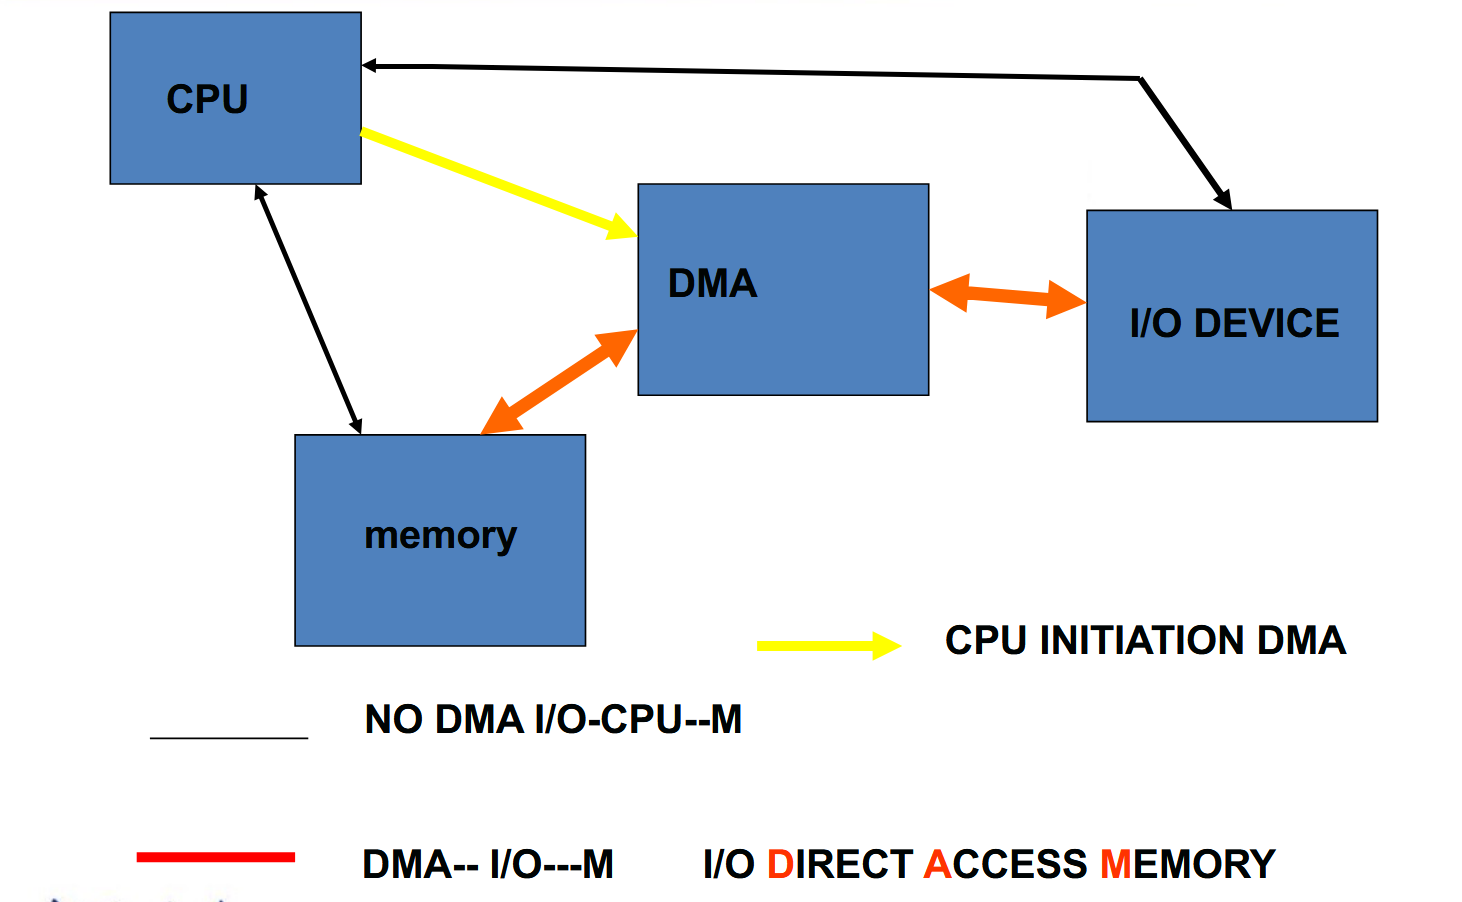 CPU
DMA
I/O DEVICE
memory
CPU INITIATION DMA
NO DMA I/O-CPU--M
DMA-- I/O---M I/O DIRECT ACCESS MEMORY